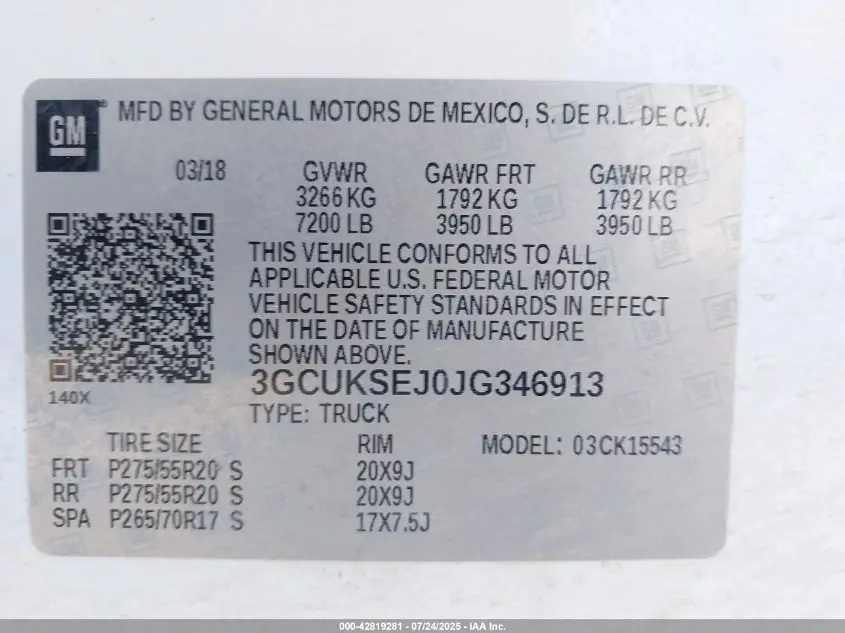 GM ® MFD BY GENERAL MOTORS DE MEXICO, S. DE R.L. DE C.V.
03/18 GVWR GAWR FRT GAWR RR
3266 KG 1792 KG 1792 KG
7200 LB 3950 LB 3950 LB
THIS VEHICLE CONFORMS TO ALL
APPLICABLE U.S. FEDERAL MOTOR
VEHICLE SAFETY STANDARDS IN EFFECT
ON THE DATE OF MANUFACTURE
SHOWN ABOVE.
3GCUKSEJ0JG346913
140X
TYPE: TRUCK
TIRE SIZE RIM MODEL: 03CK15543
FRT P275/55R20 S 20X9J
RR P275/55R20 S 20X9J
SPA P265/70R17 S 17X7.5J
000-42819281 - 07/24/2025 - IAA Inc.